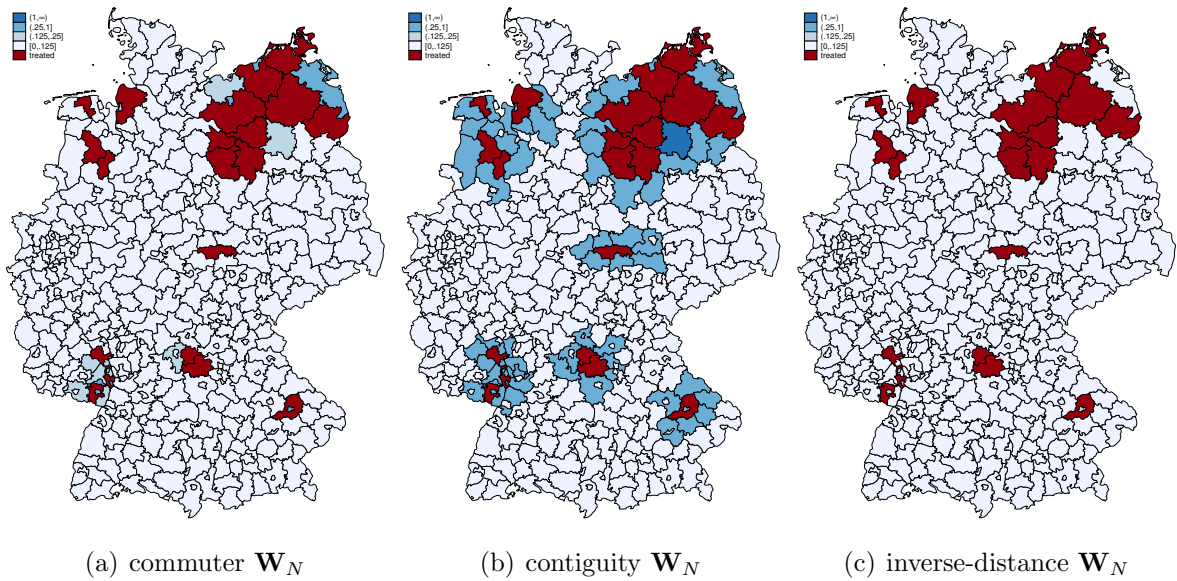 (1,∞)
(.25,1]
(.125,.25]
[0,.125]
treated
(1,∞)
(.25,1]
(.125,.25]
[0,.125]
treated
(1,∞)
(.25,1]
(.125,.25]
[0,.125]
treated
(a) commuter W_N
(b) contiguity W_N
(c) inverse-distance W_N